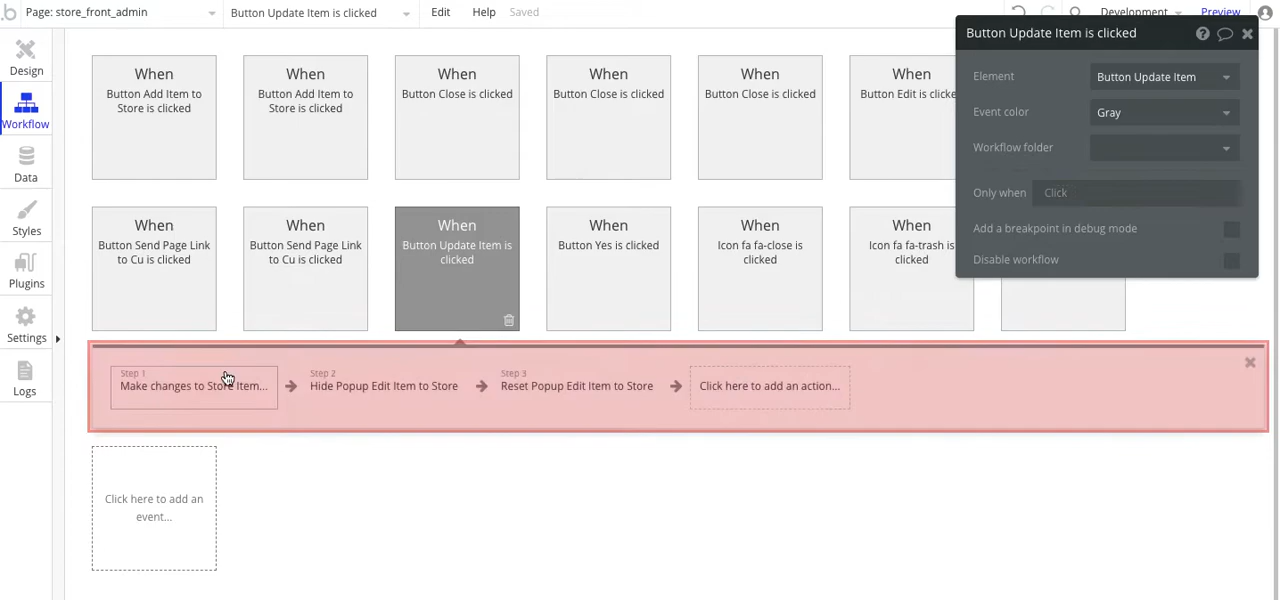 .b
Page: store_front_admin
Button Update Item is clicked
Edit
Help
Saved
Development
Preview
Design
Workflow
Data
Styles
Plugins
Settings
Logs
When
Button Add Item to
Store is clicked
When
Button Add Item to
Store is clicked
When
Button Close is clicked
When
Button Close is clicked
When
Button Close is clicked
When
Button Edit is clicke
When
Button Send Page Link
to Cu is clicked
When
Button Send Page Link
to Cu is clicked
When
Button Update Item is
clicked
When
Button Yes is clicked
When
Icon fa fa-close is
clicked
When
Icon fa fa-trash is
clicked
Button Update Item is clicked
Element
Button Update Item
Event color
Gray
Workflow folder
Only when
Click
Add a breakpoint in debug mode
Disable workflow
Step 1
Make changes to Store Item...
Step 2
Hide Popup Edit Item to Store
Step 3
Reset Popup Edit Item to Store
Click here to add an action...
Click here to add an
event...